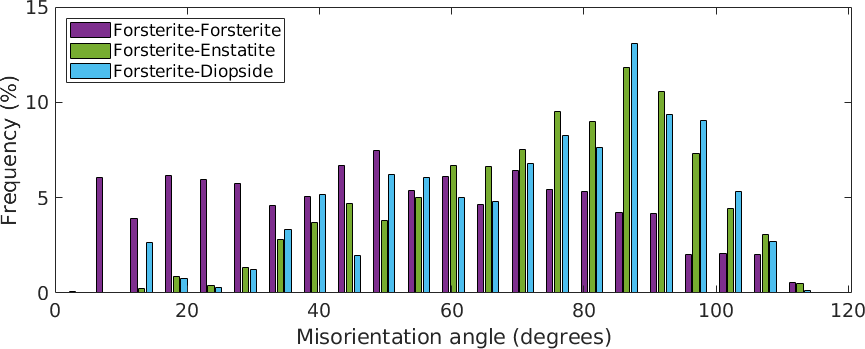 15
10
5
0
Frequency (%)
Forsterite-Forsterite
Forsterite-Enstatite
Forsterite-Diopside
0 20 40 60 80 100 120
Misorientation angle (degrees)